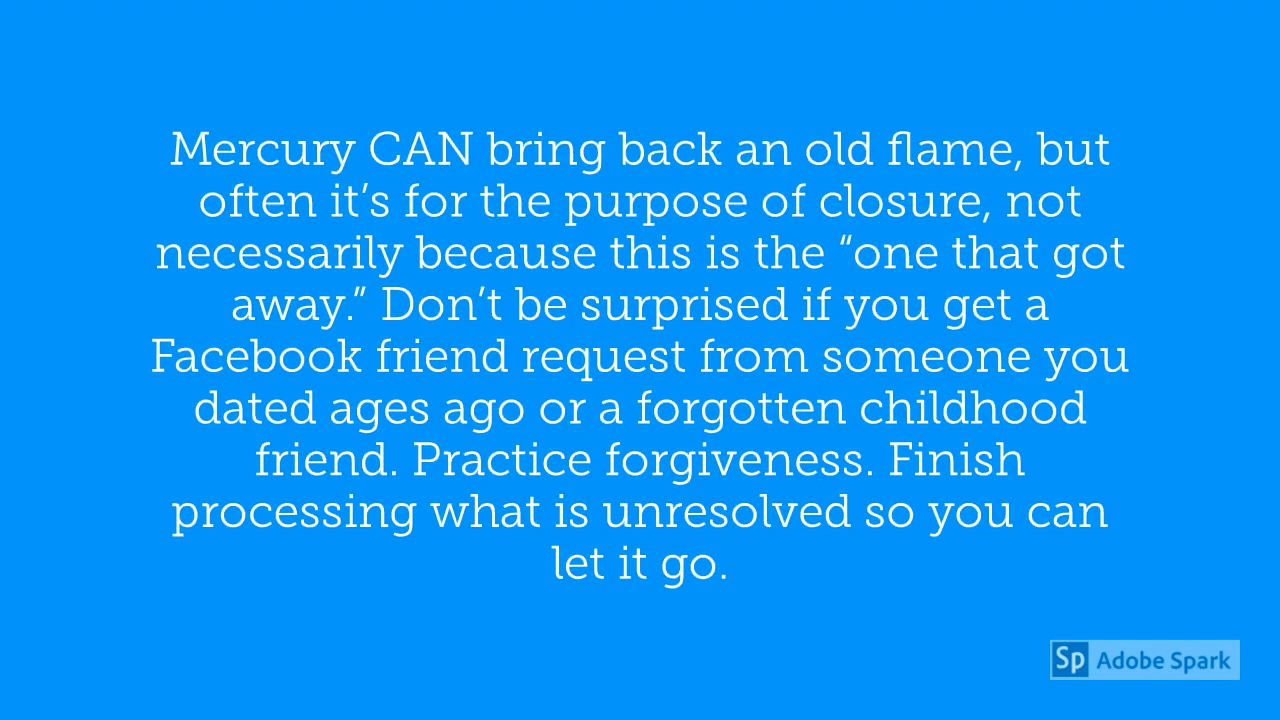 Mercury CAN bring back an old flame, but
often it’s for the purpose of closure, not
necessarily because this is the “one that got
away.” Don’t be surprised if you get a
Facebook friend request from someone you
dated ages ago or a forgotten childhood
friend. Practice forgiveness. Finish
processing what is unresolved so you can
let it go.
Sp Adobe Spark